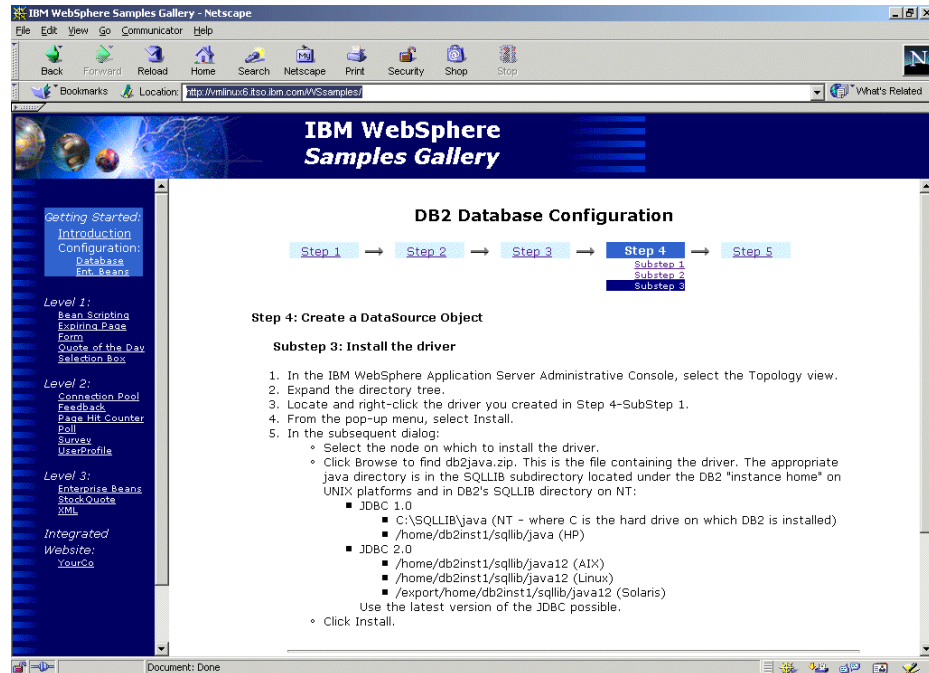 IBM WebSphere Samples Gallery - Netscape
File Edit View Go Communicator Help
Back Forward Reload Home Search Netscape Print Security Shop Stop
My
N
Bookmarks Location: http://vmlinux6.itso.ibm.com/WSsamples/ What's Related
IBM WebSphere
Samples Gallery
Getting Started:
Introduction
Configuration:
Database
Ent. Beans
Level 1:
Bean Scripting
Expiring Page
Form
Quote of the Day
Selection Box
Level 2:
Connection Pool
Feedback
Page Hit Counter
Poll
Survey
UserProfile
Level 3:
Enterprise Beans
StockQuote
XML
Integrated
Website:
YourCo
DB2 Database Configuration
Step 1 → Step 2 → Step 3 → Step 4 → Step 5
Substep 1
Substep 2
Substep 3
Step 4: Create a DataSource Object
Substep 3: Install the driver
1. In the IBM WebSphere Application Server Administrative Console, select the Topology view.
2. Expand the directory tree.
3. Locate and right-click the driver you created in Step 4-SubStep 1.
4. From the pop-up menu, select Install.
5. In the subsequent dialog:
◦ Select the node on which to install the driver.
◦ Click Browse to find db2java.zip. This is the file containing the driver. The appropriate
java directory is in the SQLLIB subdirectory located under the DB2 "instance home" on
UNIX platforms and in DB2's SQLLIB directory on NT:
■ JDBC 1.0
■ C:\SQLLIB\java (NT - where C is the hard drive on which DB2 is installed)
■ /home/db2inst1/sqllib/java (HP)
■ JDBC 2.0
■ /home/db2inst1/sqllib/java12 (AIX)
■ /home/db2inst1/sqllib/java12 (Linux)
■ /export/home/db2inst1/sqllib/java12 (Solaris)
Use the latest version of the JDBC possible.
◦ Click Install.
Document: Done